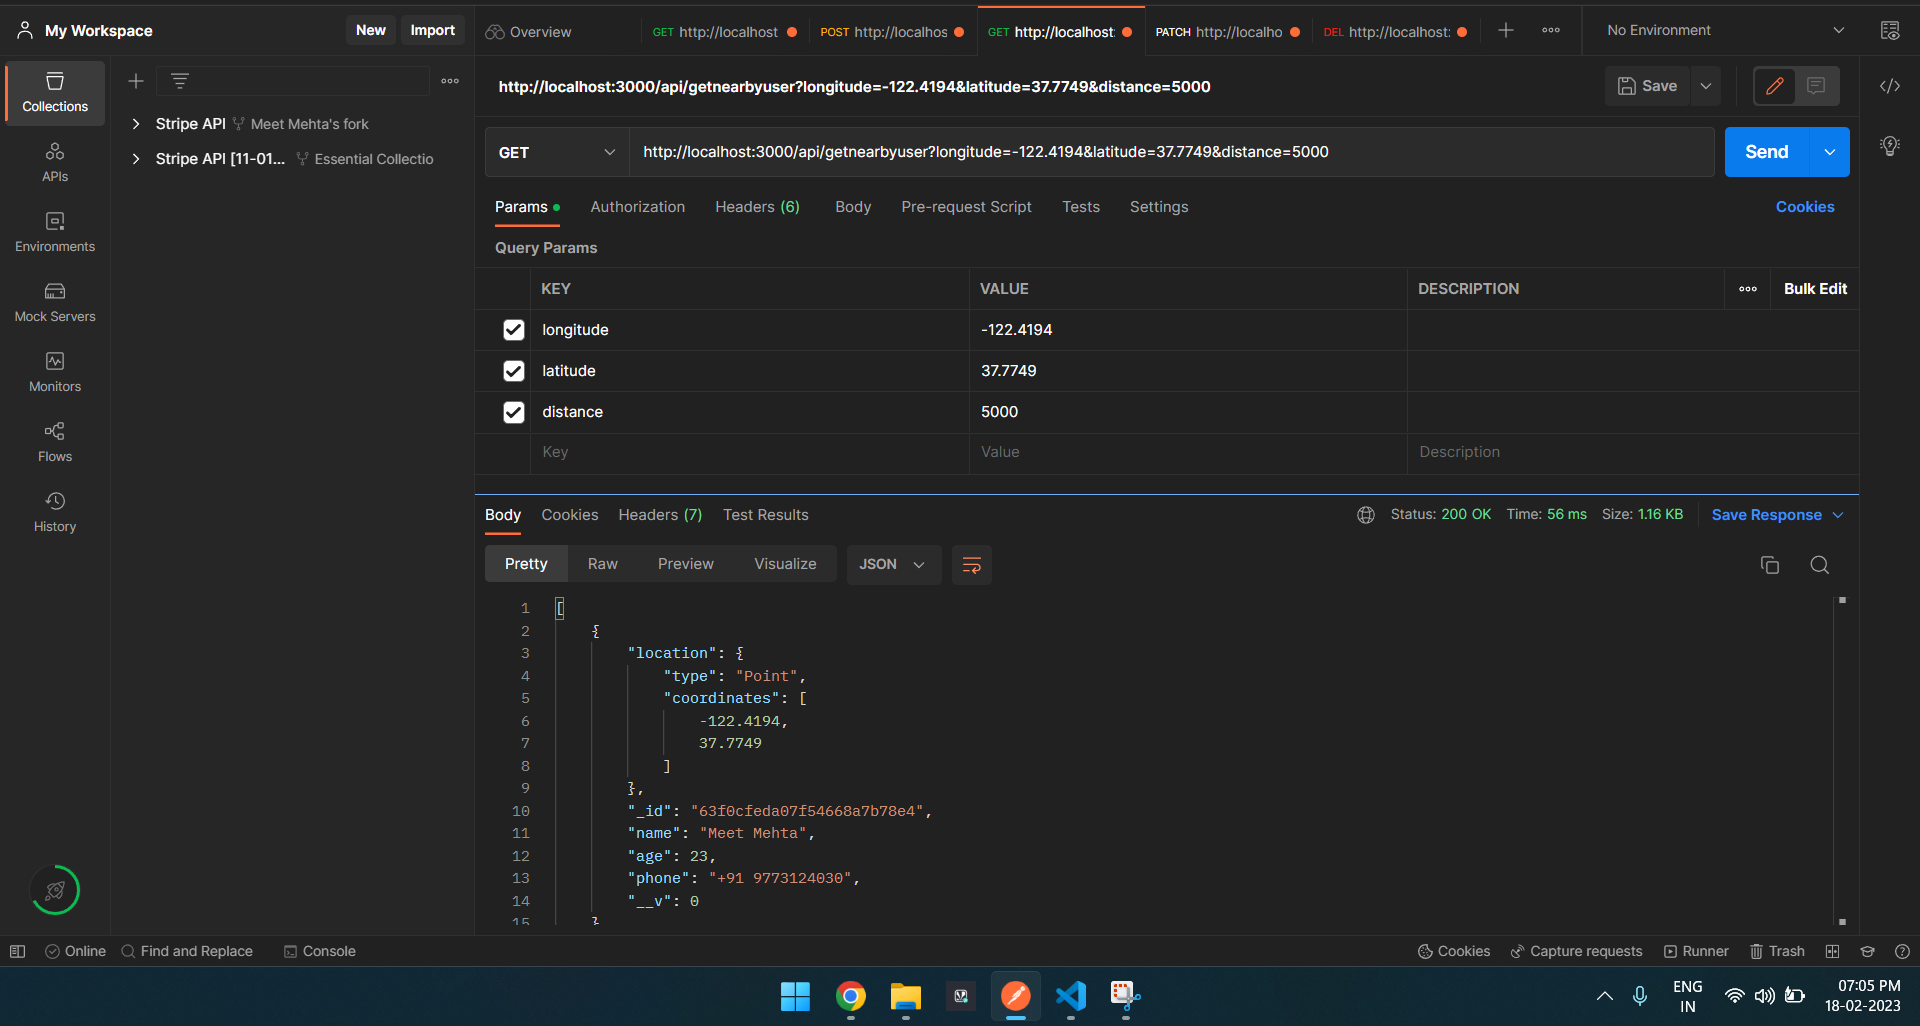 My Workspace
New
Import
Overview
GET http://localhost
POST http://localhos
GET http://localhost:
PATCH http://localho
DEL http://localhost:
No Environment
Collections
APIs
Environments
Mock Servers
Monitors
Flows
History
Stripe API Meet Mehta's fork
Stripe API [11-01... Essential Collectio
http://localhost:3000/api/getnearbyuser?longitude=-122.4194&latitude=37.7749&distance=5000
Save
GET
http://localhost:3000/api/getnearbyuser?longitude=-122.4194&latitude=37.7749&distance=5000
Send
Params
Authorization
Headers (6)
Body
Pre-request Script
Tests
Settings
Cookies
Query Params
KEY VALUE DESCRIPTION
Bulk Edit
longitude -122.4194
latitude 37.7749
distance 5000
Key Value Description
Body
Cookies
Headers (7)
Test Results
Status: 200 OK Time: 56 ms Size: 1.16 KB
Save Response
Pretty
Raw
Preview
Visualize
JSON
1 [
2 {
3 "location": {
4 "type": "Point",
5 "coordinates": [
6 -122.4194,
7 37.7749
8 ]
9 },
10 "_id": "63f0cfeda07f54668a7b78e4",
11 "name": "Meet Mehta",
12 "age": 23,
13 "phone": "+91 9773124030",
14 "__v": 0
15 }
Online
Find and Replace
Console
Cookies
Capture requests
Runner
Trash
ENG
IN
07:05 PM
18-02-2023